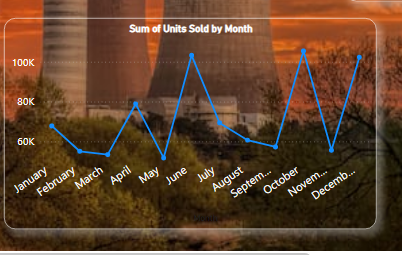 Sum of Units Sold by Month
100K
80K
60K
January
February
March
April
May
June
July
August
Septem...
October
Novem...
Decemb...